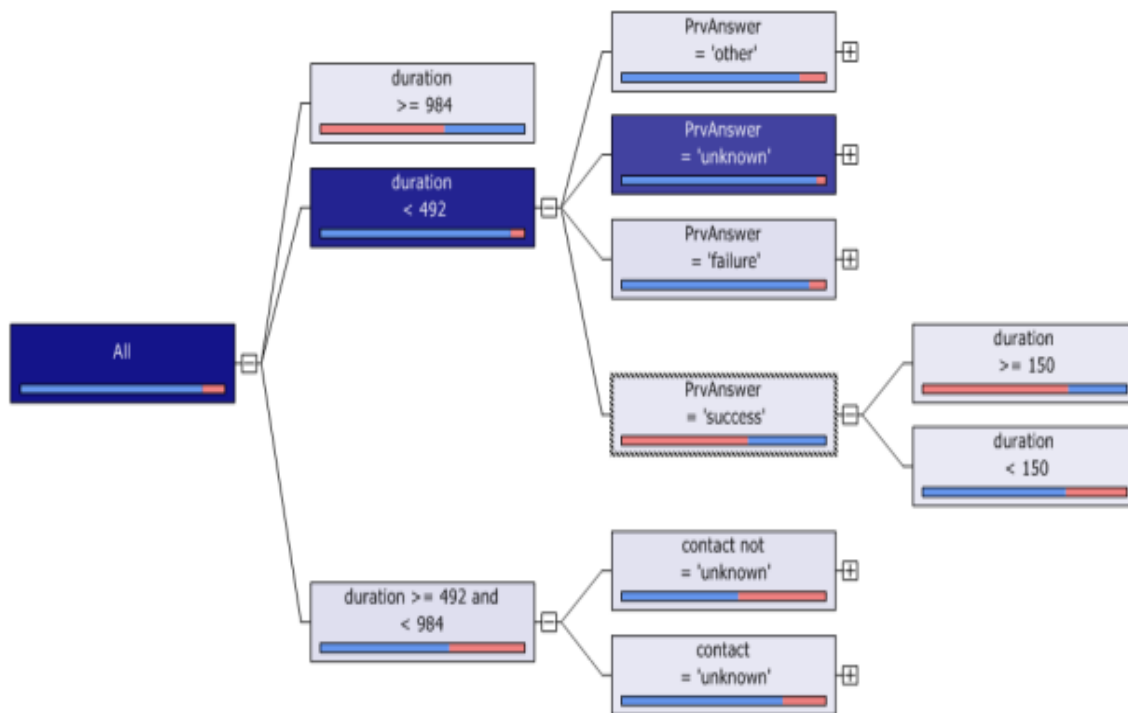 PrvAnswer
= 'other'
duration
>= 984
PrvAnswer
= 'unknown'
duration
< 492
PrvAnswer
= 'failure'
All
duration
>= 150
PrvAnswer
= 'success'
duration
< 150
contact not
= 'unknown'
duration >= 492 and
< 984
contact
= 'unknown'